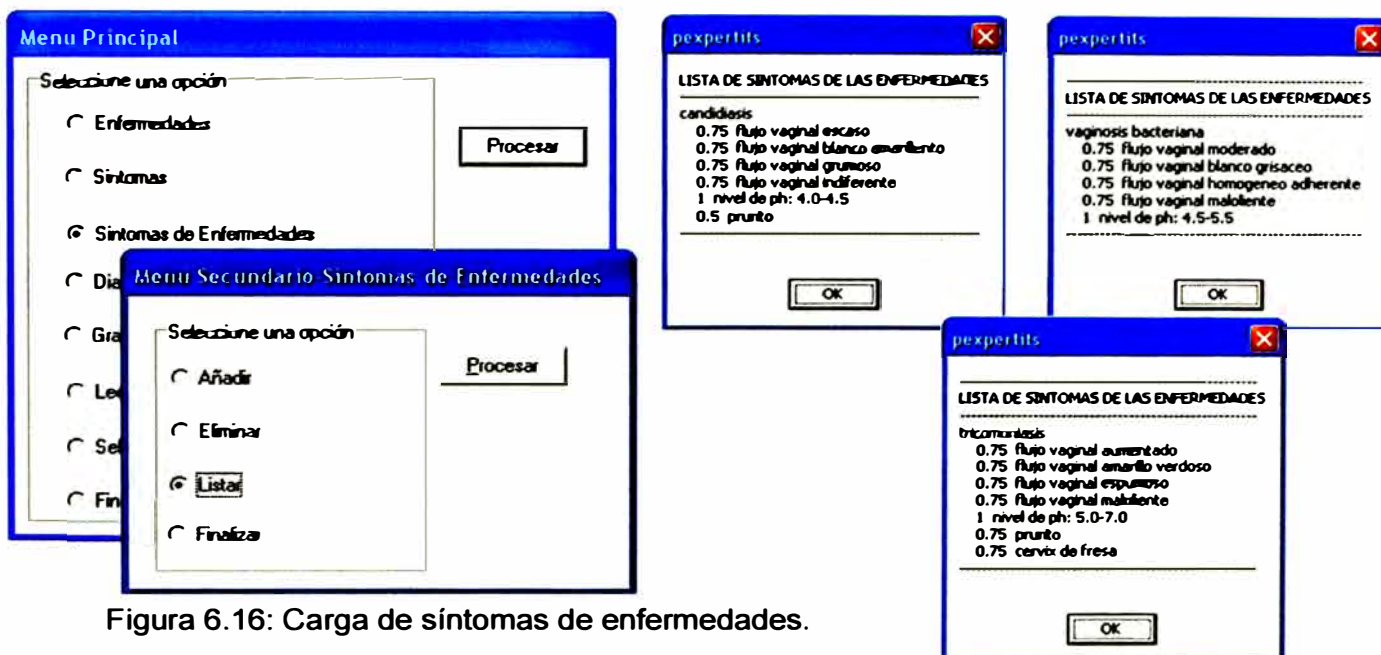 Menu Principal
Seleccione una opción
Enfermedades
Sintomas
Sintomas de Enfermedades
Dia
Gra
Lec
Sel
Fin
Procesar
Menu Secundario-Sintomas de Enfermedades
Seleccione una opción
Añadir
Eliminar
Listar
Finalizar
Procesar
pexpertits
LISTA DE SINTOMAS DE LAS ENFERMEDADES
candidiasis
0.75 flujo vaginal escaso
0.75 flujo vaginal blanco amarillento
0.75 flujo vaginal grumoso
0.75 flujo vaginal indiferente
1 nivel de ph: 4.0-4.5
0.5 prurito
OK
pexpertits
LISTA DE SINTOMAS DE LAS ENFERMEDADES
vaginosis bacteriana
0.75 flujo vaginal moderado
0.75 flujo vaginal blanco grisaceo
0.75 flujo vaginal homogeneo adherente
0.75 flujo vaginal maloliente
1 nivel de ph: 4.5-5.5
OK
pexpertits
LISTA DE SINTOMAS DE LAS ENFERMEDADES
tricomoniasis
0.75 flujo vaginal aumentado
0.75 flujo vaginal amarillo verdoso
0.75 flujo vaginal espumoso
0.75 flujo vaginal maloliente
1 nivel de ph: 5.0-7.0
0.75 prurito
0.75 cervix de fresa
OK
Figura 6.16: Carga de síntomas de enfermedades.